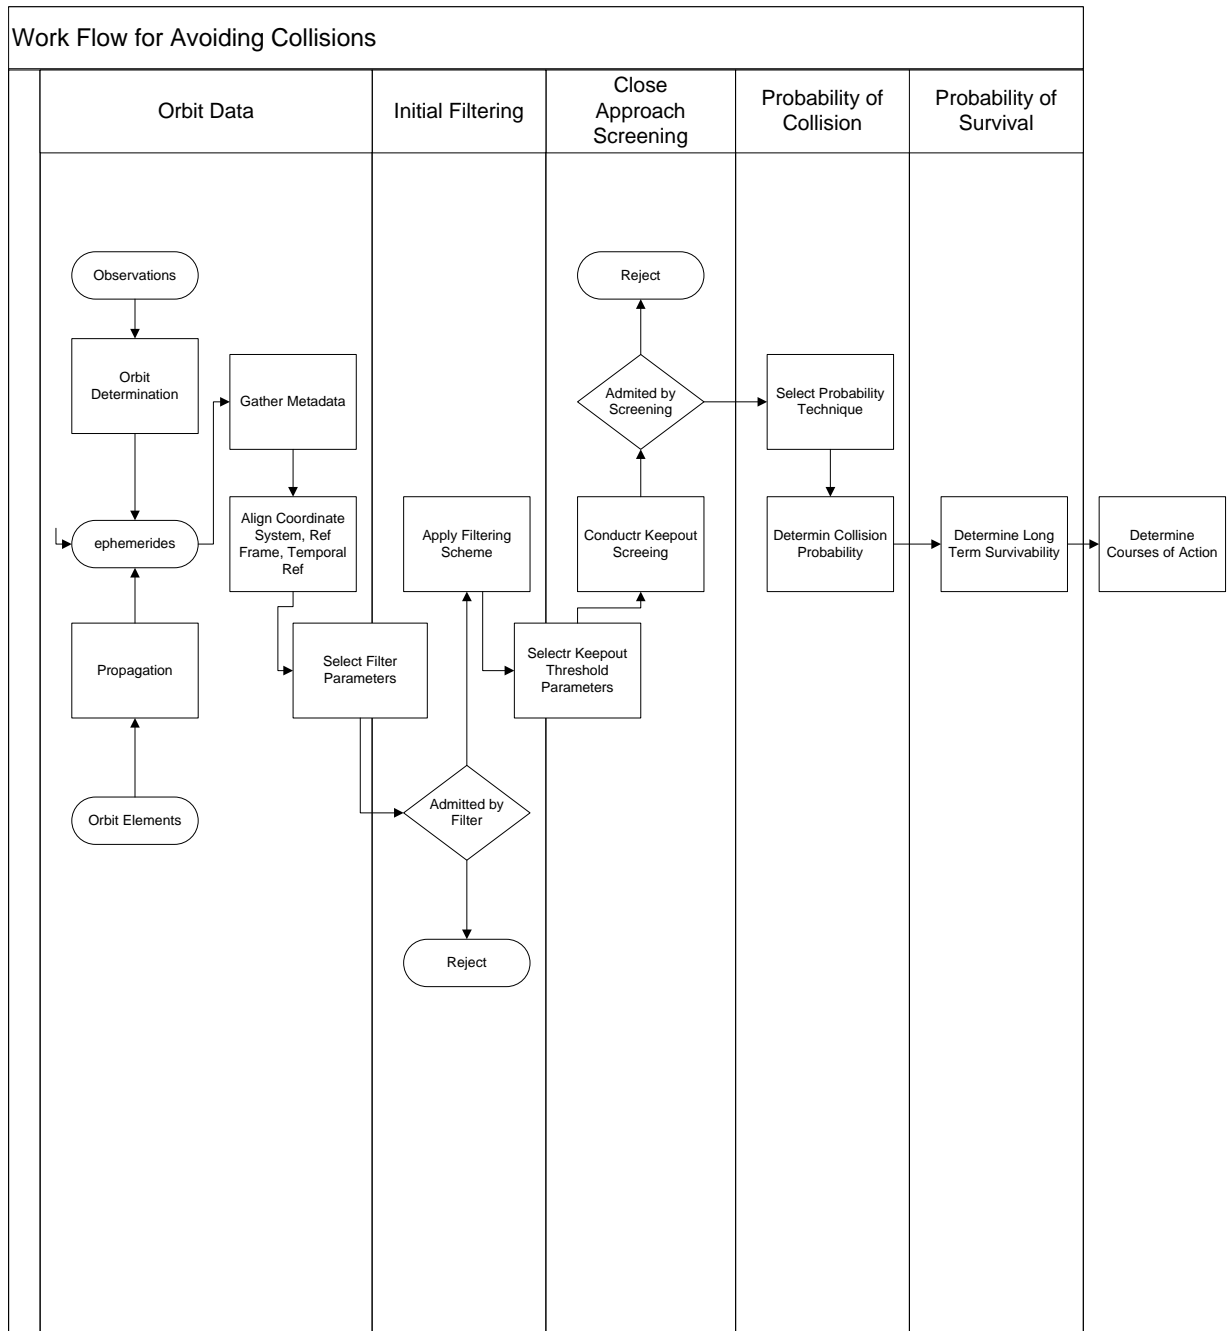 Work Flow for Avoiding Collisions
Orbit Data
Initial Filtering
Close
Approach
Screening
Probability of
Collision
Probability of
Survival
Observations
Orbit
Determination
ephemerides
Propagation
Orbit Elements
Gather Metadata
Align Coordinate
System, Ref
Frame, Temporal
Ref
Select Filter
Parameters
Apply Filtering
Scheme
Admitted by
Filter
Reject
Reject
Admited by
Screening
Conductr Keepout
Screeing
Selectr Keepout
Threshold
Parameters
Select Probability
Technique
Determin Collision
Probability
Determine Long
Term Survivability
Determine
Courses of Action